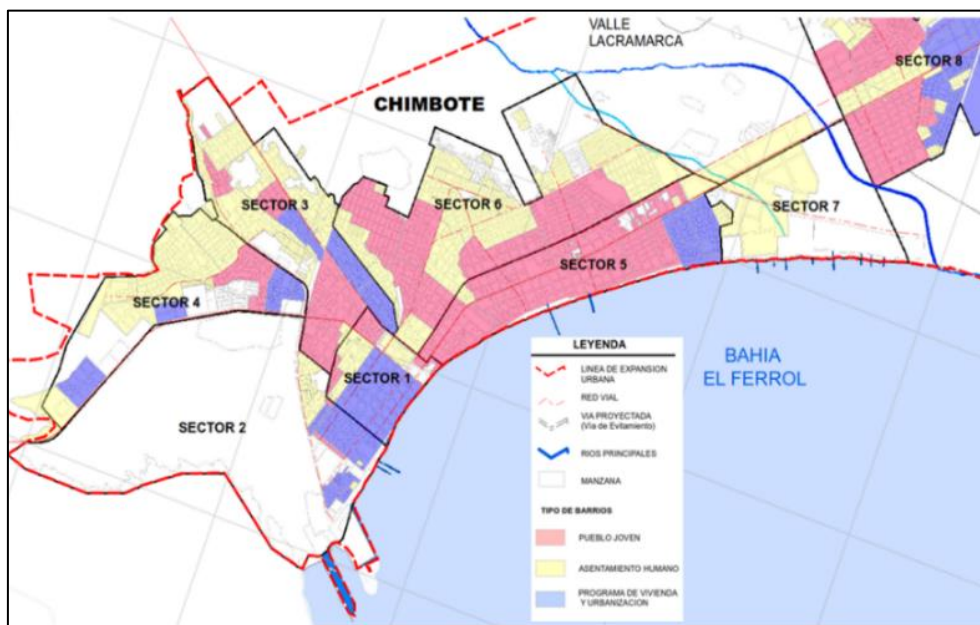 VALLE
LACRAMARCA
SECTOR 8
CHIMBOTE
SECTOR 3
SECTOR 6
SECTOR 7
SECTOR 5
SECTOR 4
SECTOR 1
SECTOR 2
BAHIA
EL FERROL
LEYENDA
LINEA DE EXPANSION
URBANA
RED VIAL
VIA PROYECTADA
(Via de Evitamiento)
RIOS PRINCIPALES
MANZANA
TIPO DE BARRIOS
PUEBLO JOVEN
ASENTAMIENTO HUMANO
PROGRAMA DE VIVIENDA
Y URBANIZACION